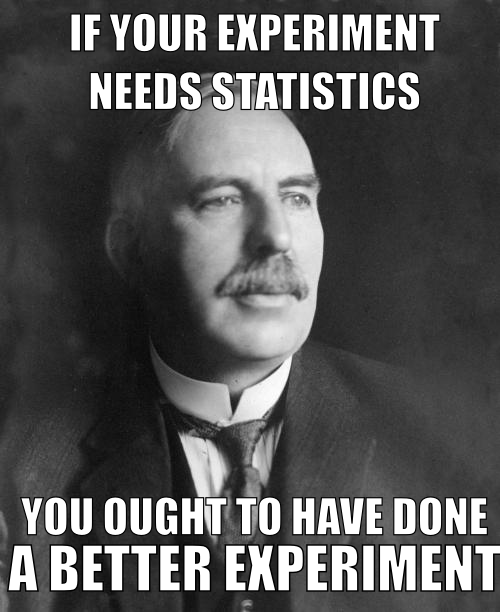 IF YOUR EXPERIMENT
NEEDS STATISTICS
YOU OUGHT TO HAVE DONE
A BETTER EXPERIMENT